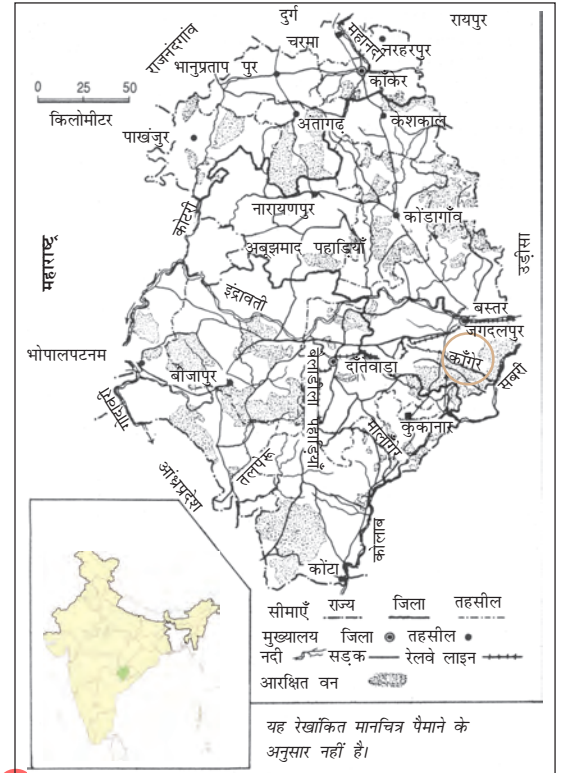 दुर्ग
रायपुर
राजनंदगांव
चरमा
महानदी
नरहरपुर
भानुप्रताप पुर
काँकेर
0 25 50
किलोमीटर
अंतागढ़
केशकाल
पाखंजुर
कोटरी
नारायणपुर
कोंडागाँव
महाराष्ट्र
अबूझमाद पहाड़ियाँ
उड़ीसा
इंद्रावती
बस्तर
जगदलपुर
भोपालपटनम
बैलाडीला पहाड़ियाँ
दाँतेवाड़ा
काँगेर
सबरी
बीजापुर
गोदावरी
कुकानार
मालांगेर
तलपेरू
आंध्रप्रदेश
कोलाब
कोंटा
सीमाएँ राज्य जिला तहसील
मुख्यालय जिला तहसील
नदी सड़क रेलवे लाइन
आरक्षित वन
यह रेखांकित मानचित्र पैमाने के
अनुसार नहीं है।